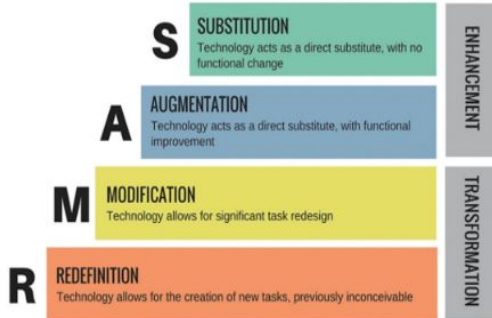 S
SUBSTITUTION
Technology acts as a direct substitute, with no
functional change
A
AUGMENTATION
Technology acts as a direct substitute, with functional
improvement
ENHANCEMENT
M
MODIFICATION
Technology allows for significant task redesign
R
REDEFINITION
Technology allows for the creation of new tasks, previously inconceivable
TRANSFORMATION